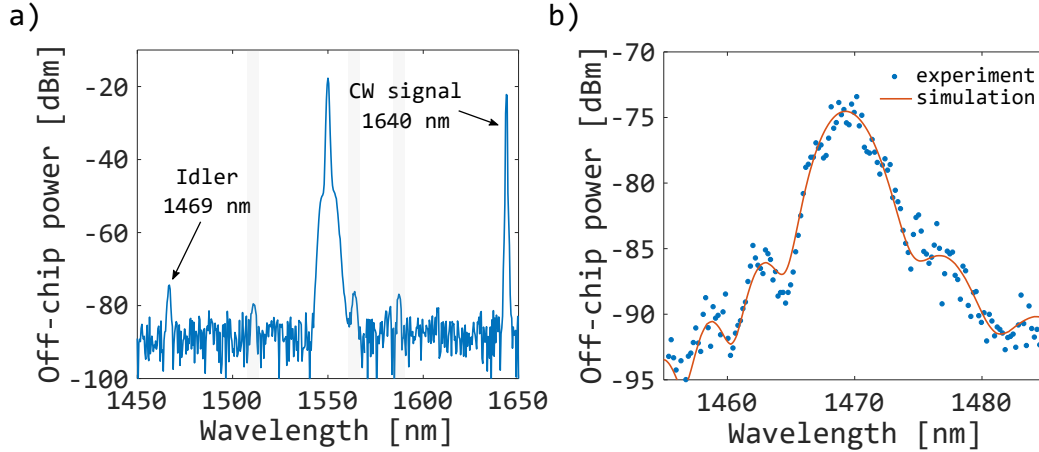 a)
Off-chip power [dBm]
-20
-40
-60
-80
-100
1450
1500
1550
1600
1650
Wavelength [nm]
Idler
1469 nm
CW signal
1640 nm
b)
Off-chip power [dBm]
-70
-75
-80
-85
-90
-95
1460
1470
1480
Wavelength [nm]
experiment
simulation